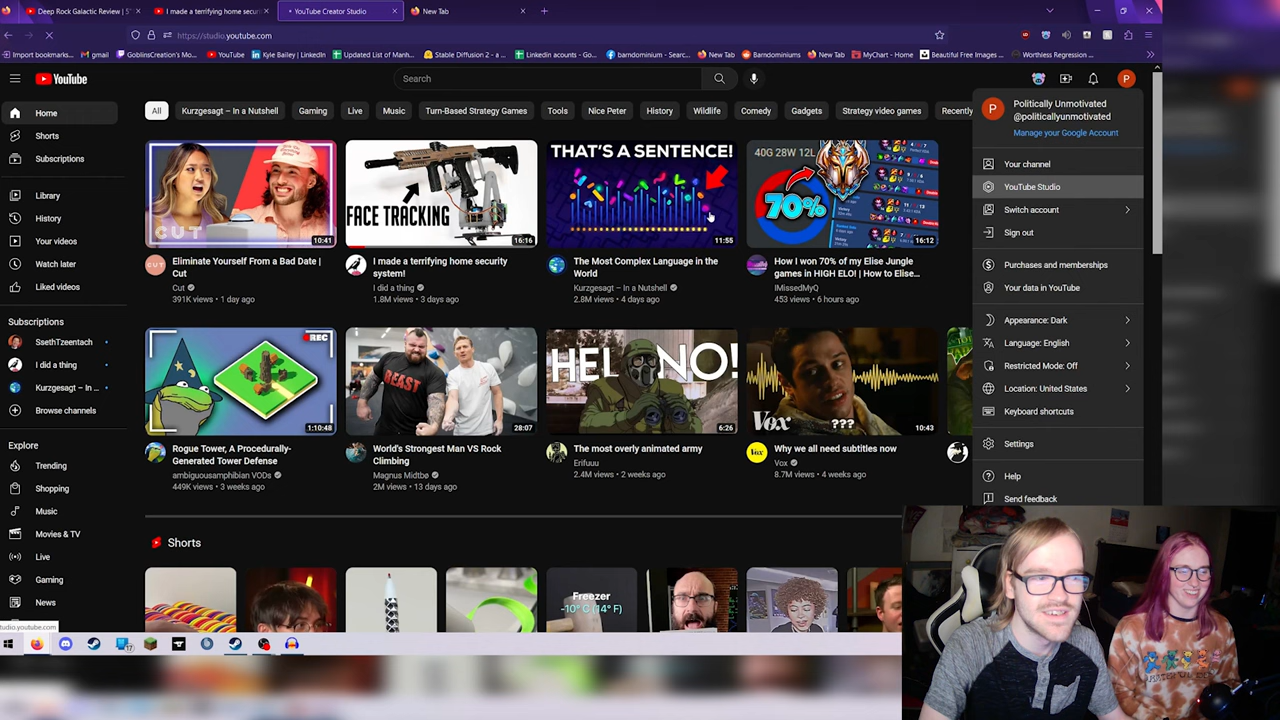 Deep Rock Galactic Review | 5°
I made a terrifying home securi
YouTube Creator Studio
New Tab
https://studio.youtube.com
Import bookmarks...
gmail
GoblinsCreation's Mo...
YouTube
Kyle Bailey | LinkedIn
Updated List of Manh...
Stable Diffusion 2 - a ...
LinkedIn acounts - Go...
barndominium - Searc...
New Tab
Barndominiums
New Tab
MyChart - Home
Beautiful Free Images ...
Worthless Regression ...
YouTube
Search
P
All
Kurzgesagt – In a Nutshell
Gaming
Live
Music
Turn-Based Strategy Games
Tools
Nice Peter
History
Wildlife
Comedy
Gadgets
Strategy video games
Recently
Home
Shorts
Subscriptions
Library
History
Your videos
Watch later
Liked videos
Subscriptions
SsethTzeentach
I did a thing
Kurzgesagt – In ...
Browse channels
Explore
Trending
Shopping
Music
Movies & TV
Live
Gaming
News
studio.youtube.com
CUT
10:41
Eliminate Yourself From a Bad Date |
Cut
Cut
391K views • 1 day ago
FACE TRACKING
16:16
I made a terrifying home security
system!
I did a thing
1.8M views • 3 days ago
THAT'S A SENTENCE!
11:55
The Most Complex Language in the
World
Kurzgesagt – In a Nutshell
2.8M views • 4 days ago
40G 28W 12L
70%
16:12
How I won 70% of my Elise Jungle
games in HIGH ELO! | How to Elise...
IMissedMyQ
453 views • 6 hours ago
REC
1:10:48
Rogue Tower, A Procedurally-
Generated Tower Defense
ambiguousamphibian VODs
449K views • 3 weeks ago
BEAST
28:07
World's Strongest Man VS Rock
Climbing
Magnus Midtbø
2M views • 13 days ago
HELL NO!
6:26
The most overly animated army
Erifuuu
2.4M views • 2 weeks ago
Vox
???
10:43
Why we all need subtitles now
Vox
8.7M views • 4 weeks ago
Shorts
Freezer
-10° C (14° F)
P
Politically Unmotivated
@politicallyunmotivated
Manage your Google Account
Your channel
YouTube Studio
Switch account
Sign out
Purchases and memberships
Your data in YouTube
Appearance: Dark
Language: English
Restricted Mode: Off
Location: United States
Keyboard shortcuts
Settings
Help
Send feedback